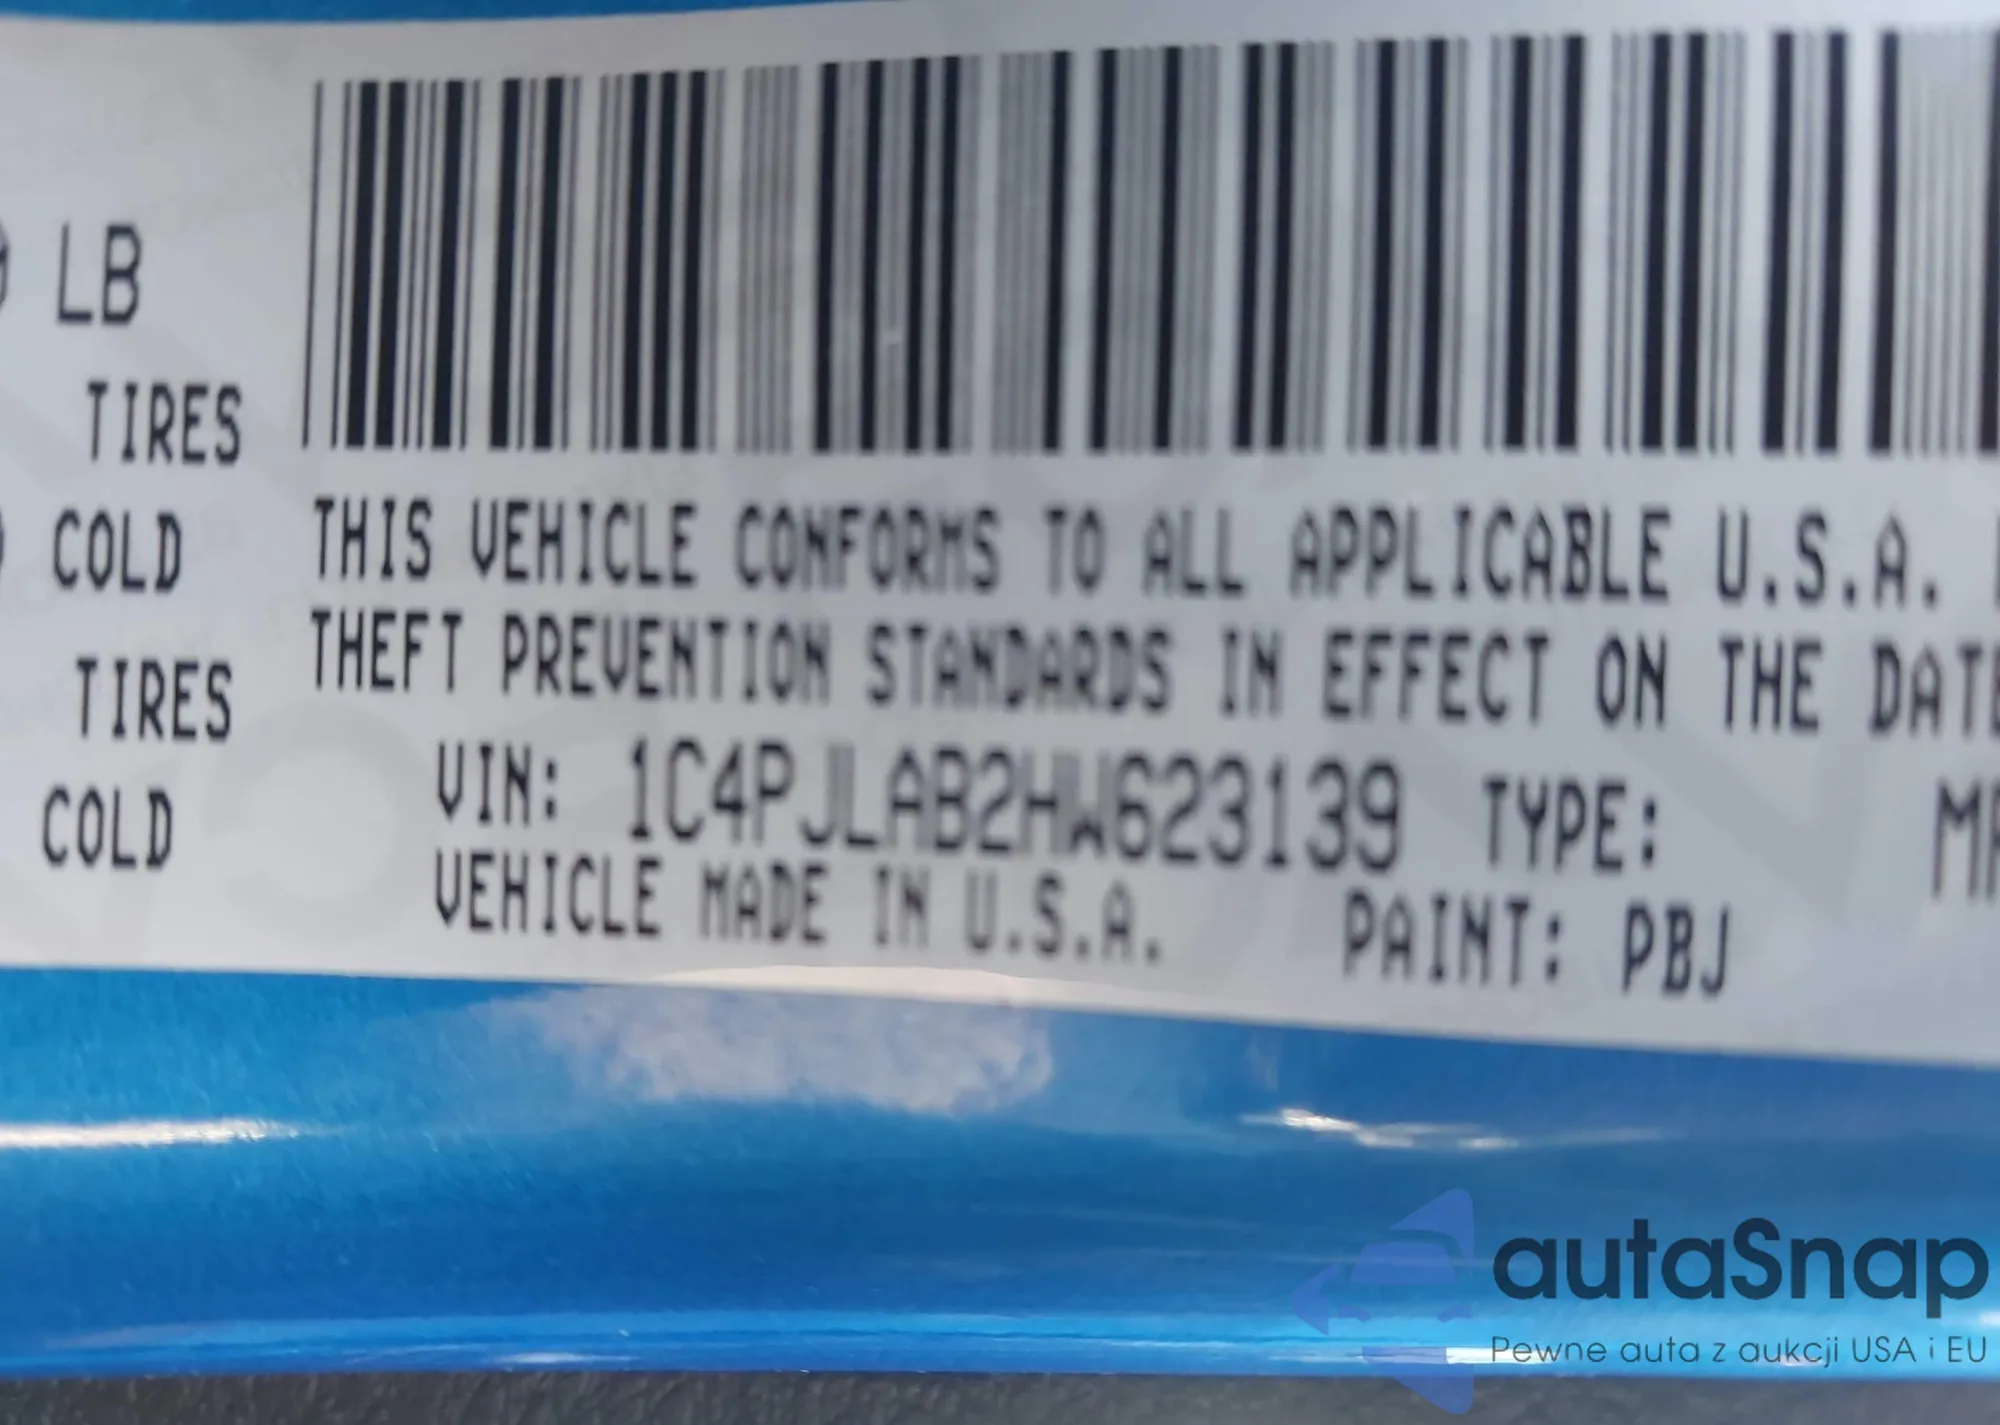 LB
TIRES
COLD
TIRES
COLD
THIS VEHICLE CONFORMS TO ALL APPLICABLE U.S.A.
THEFT PREVENTION STANDARDS IN EFFECT ON THE DATE
VIN: 1C4PJLAB2HW623139 TYPE:
VEHICLE MADE IN U.S.A. PAINT: PBJ
autaSnap
Pewne auta z aukcji USA i EU